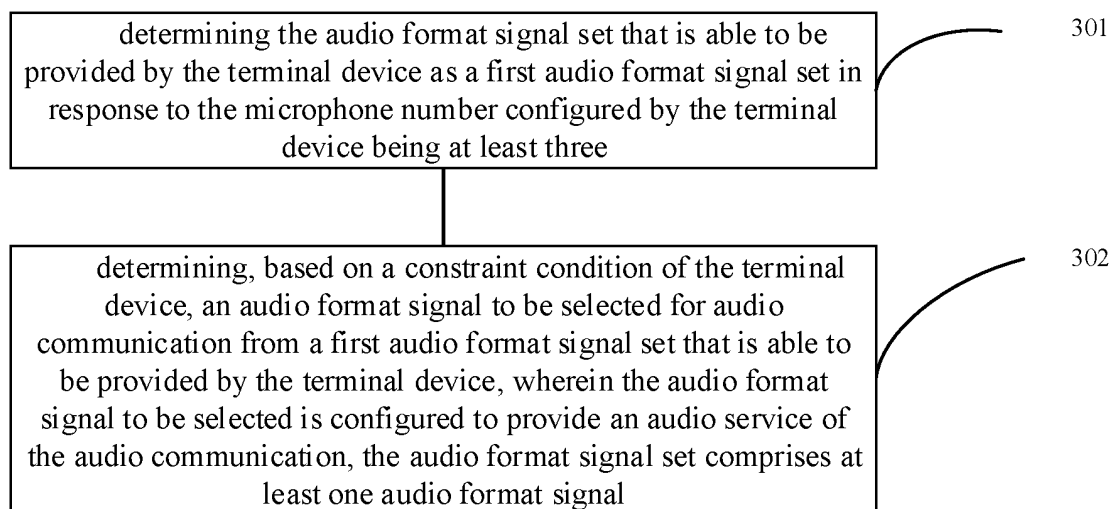 determining the audio format signal set that is able to be
provided by the terminal device as a first audio format signal set in
response to the microphone number configured by the terminal
device being at least three
301
determining, based on a constraint condition of the terminal
device, an audio format signal to be selected for audio
communication from a first audio format signal set that is able to
be provided by the terminal device, wherein the audio format
signal to be selected is configured to provide an audio service of
the audio communication, the audio format signal set comprises at
least one audio format signal
302